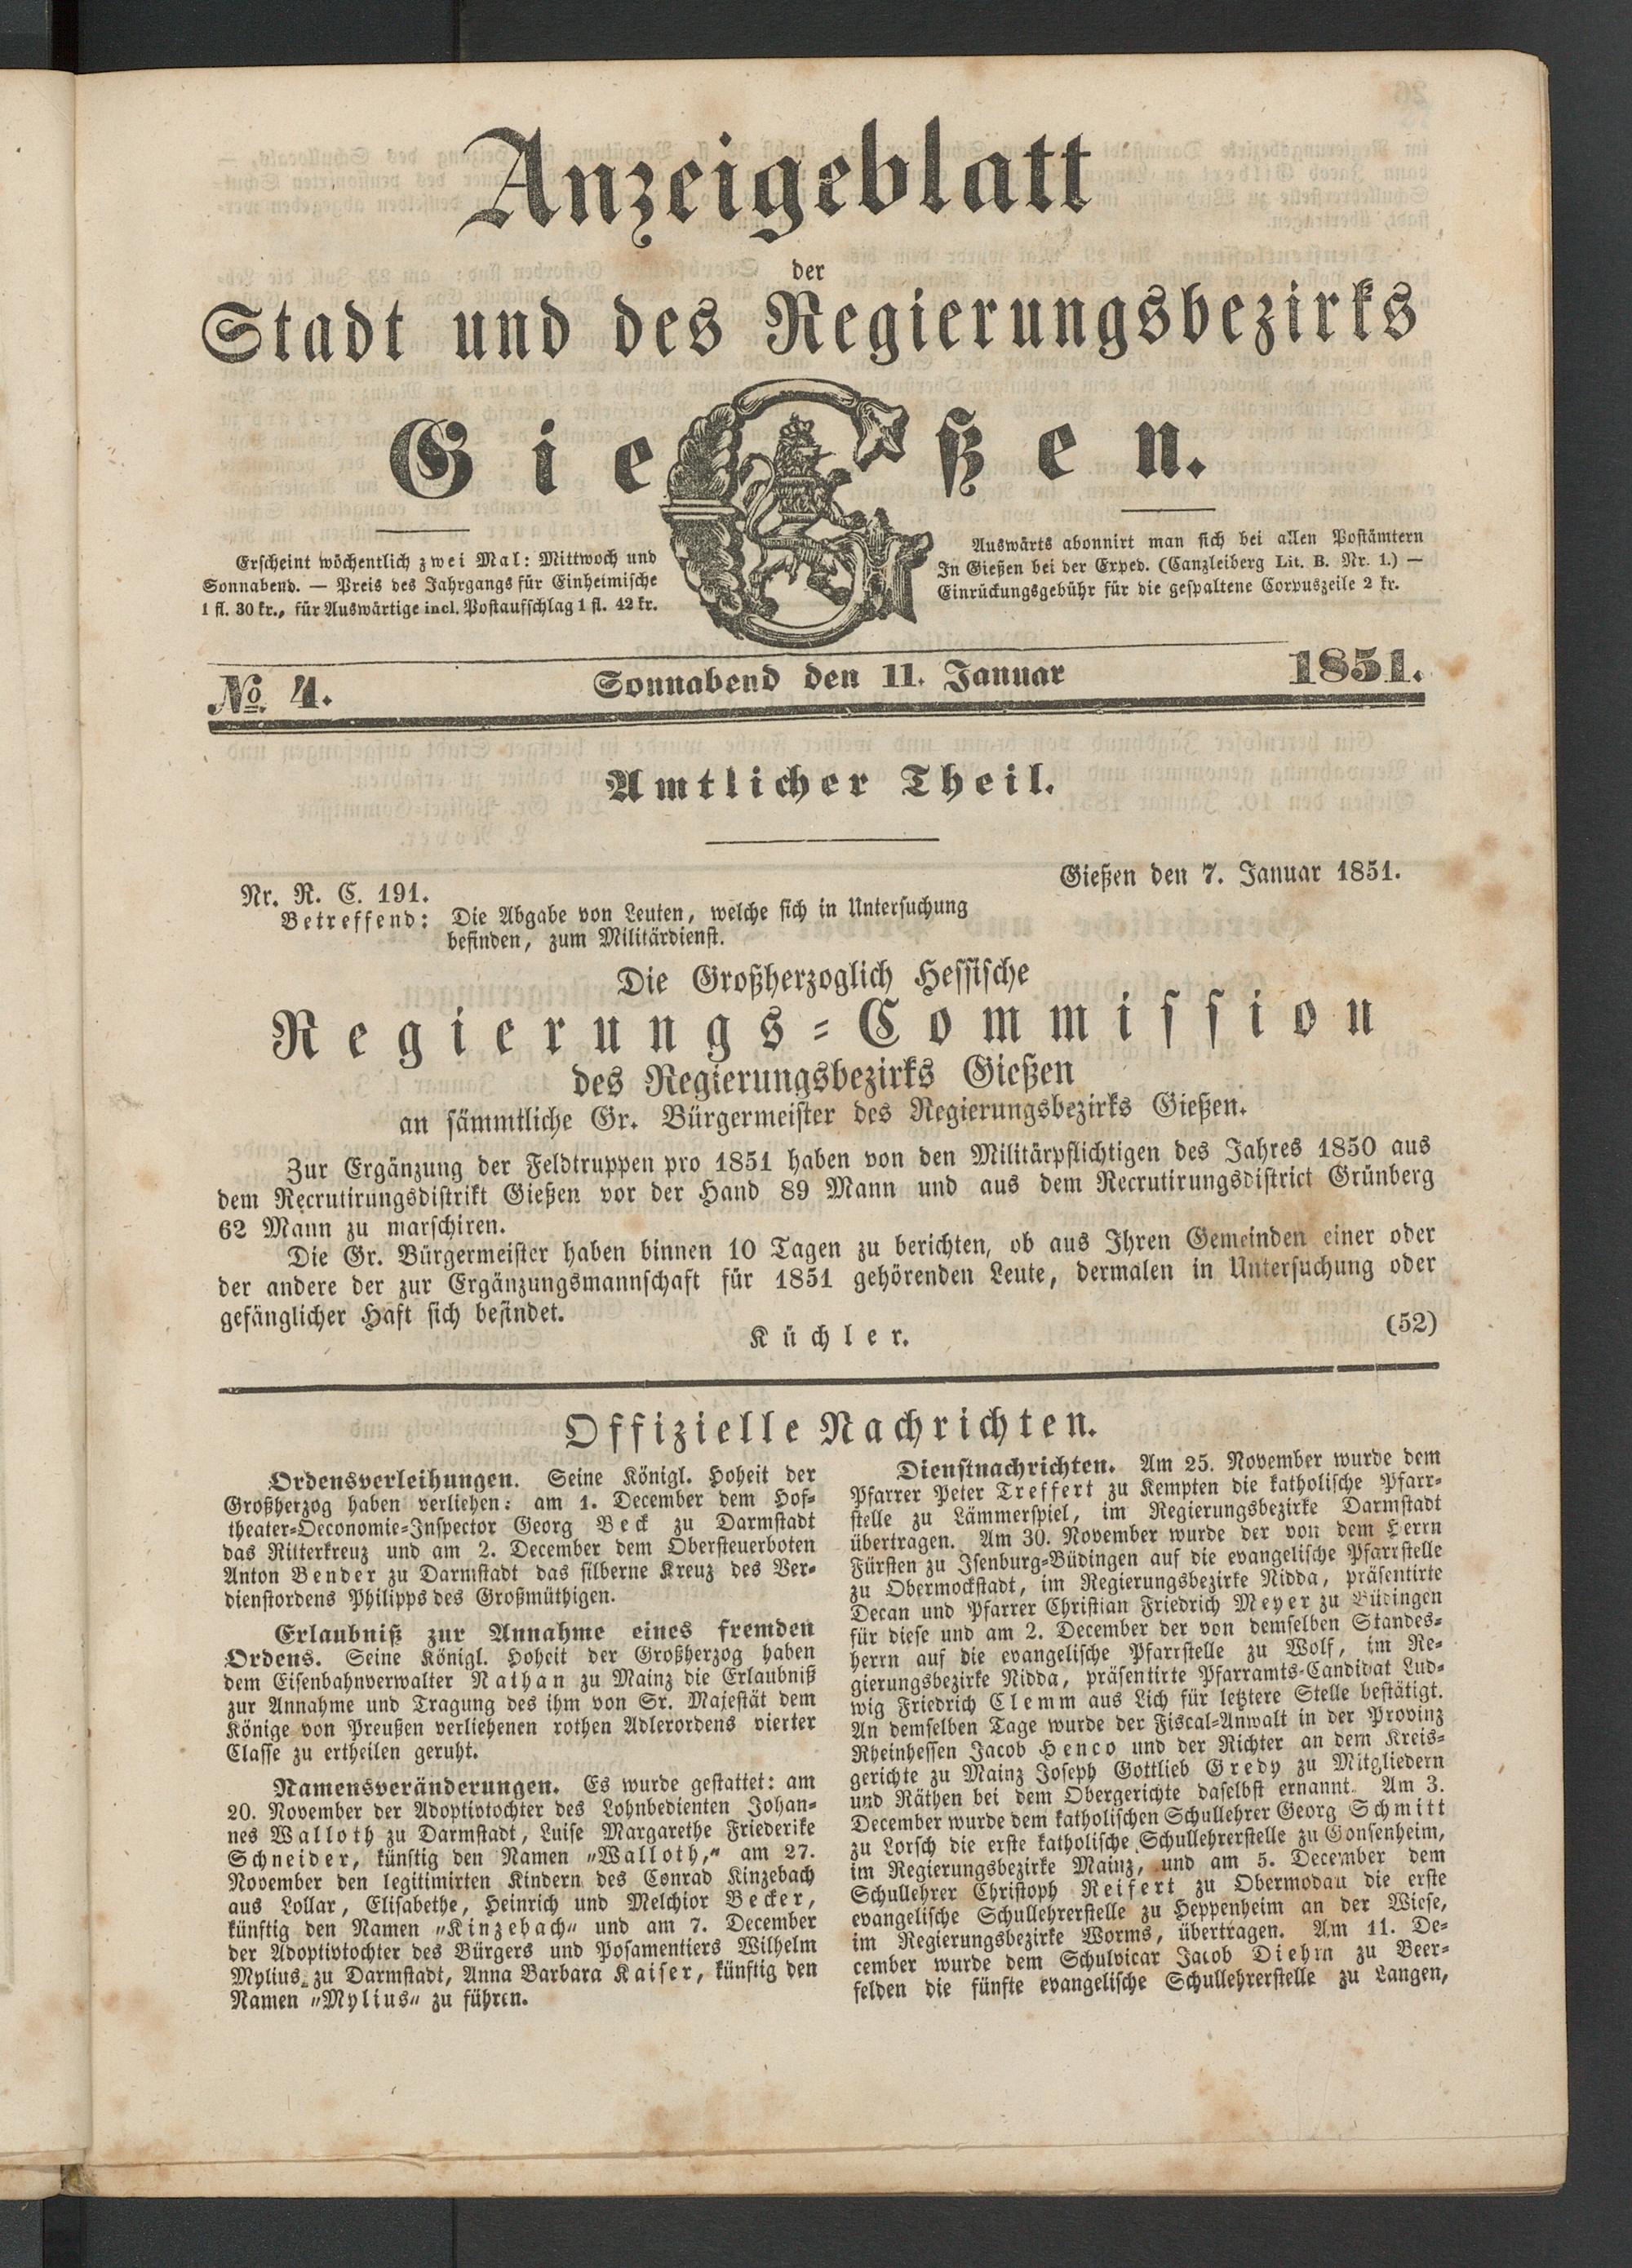 Anzeigeblatt
der
Stadt und des Regierungsbezirks
Gießen.
Erscheint wöchentlich zwei Mal: Mittwoch und
Sonnabend. — Preis des Jahrgangs für Einheimische
1 fl. 30 kr., für Auswärtige incl. Postaufschlag 1 fl. 42 kr.
Auswärts abonnirt man sich bei allen Postämtern
In Gießen bei der Exped. (Canzleiberg Lit. B. Nr. 1.) —
Einrückungsgebühr für die gespaltene Corpuszeile 2 kr.
No. 4. Sonnabend den 11. Januar 1851.
Amtlicher Theil.
Gießen den 7. Januar 1851.
Nr. R. C. 191.
Betreffend: Die Abgabe von Leuten, welche sich in Untersuchung
befinden, zum Militärdienst.
Die Großherzoglich Hessische
Regierungs-Commission
des Regierungsbezirks Gießen
an sämmtliche Gr. Bürgermeister des Regierungsbezirks Gießen.
Zur Ergänzung der Feldtruppen pro 1851 haben von den Militärpflichtigen des Jahres 1850 aus
dem Recrutirungsdistrikt Gießen vor der Hand 89 Mann und aus dem Recrutirungsdistrict Grünberg
62 Mann zu marschiren.
Die Gr. Bürgermeister haben binnen 10 Tagen zu berichten, ob aus Ihren Gemeinden einer oder
der andere der zur Ergänzungsmannschaft für 1851 gehörenden Leute, dermalen in Untersuchung oder
gefänglicher Haft sich befindet.
Küchler. (52)
Offizielle Nachrichten.
Ordensverleihungen. Seine Königl. Hoheit der
Großherzog haben verliehen: am 1. December dem Hof-
theater-Oeconomie-Inspector Georg Beck zu Darmstadt
das Ritterkreuz und am 2. December dem Obersteuerboten
Anton Bender zu Darmstadt das silberne Kreuz des Ver-
dienstordens Philipps des Großmüthigen.
Erlaubniß zur Annahme eines fremden
Ordens. Seine Königl. Hoheit der Großherzog haben
dem Eisenbahnverwalter Nathan zu Mainz die Erlaubniß
zur Annahme und Tragung des ihm von Sr. Majestät dem
Könige von Preußen verliehenen rothen Adlerordens vierter
Classe zu ertheilen geruht.
Namensveränderungen. Es wurde gestattet: am
20. November der Adoptivtochter des Lohnbedienten Johan-
nes Walloth zu Darmstadt, Luise Margarethe Friederike
Schneider, künftig den Namen „Walloth,“ am 27.
November den legitimirten Kindern des Conrad Kinzebach
aus Lollar, Elisabethe, Heinrich und Melchior Becker,
künftig den Namen „Kinzebach“ und am 7. December
der Adoptivtochter des Bürgers und Posamentiers Wilhelm
Mylius zu Darmstadt, Anna Barbara Kaiser, künftig den
Namen „Mylius“ zu führen.
Dienstnachrichten. Am 25. November wurde dem
Pfarrer Peter Treffert zu Kempten die katholische Pfarr-
stelle zu Lämmerspiel, im Regierungsbezirke Darmstadt
übertragen. Am 30. November wurde der von dem Herrn
Fürsten zu Isenburg-Büdingen auf die evangelische Pfarrstelle
zu Obermockstadt, im Regierungsbezirke Nidda, präsentirte
Decan und Pfarrer Christian Friedrich Meyer zu Büdingen
für diese und am 2. December der von demselben Standes-
herrn auf die evangelische Pfarrstelle zu Wolf, im Re-
gierungsbezirke Nidda, präsentirte Pfarramts-Candidat Lud-
wig Friedrich Clemm aus Lich für letztere Stelle bestätigt.
An demselben Tage wurde der Fiscal-Anwalt in der Provinz
Rheinhessen Jacob Henco und der Richter an dem Kreis-
gerichte zu Mainz Joseph Gottlieb Gredy zu Mitgliedern
und Räthen bei dem Obergerichte daselbst ernannt. Am 3.
December wurde dem katholischen Schullehrer Georg Schmitt
zu Lorsch die erste katholische Schullehrerstelle zu Gonsenheim,
im Regierungsbezirke Mainz, und am 5. December dem
Schullehrer Christoph Reifert zu Obermodau die erste
evangelische Schullehrerstelle zu Heppenheim an der Wiese,
im Regierungsbezirke Worms, übertragen. Am 11. De-
cember wurde dem Schulvicar Jacob Diehm zu Beer-
felden die fünfte evangelische Schullehrerstelle zu Langen,